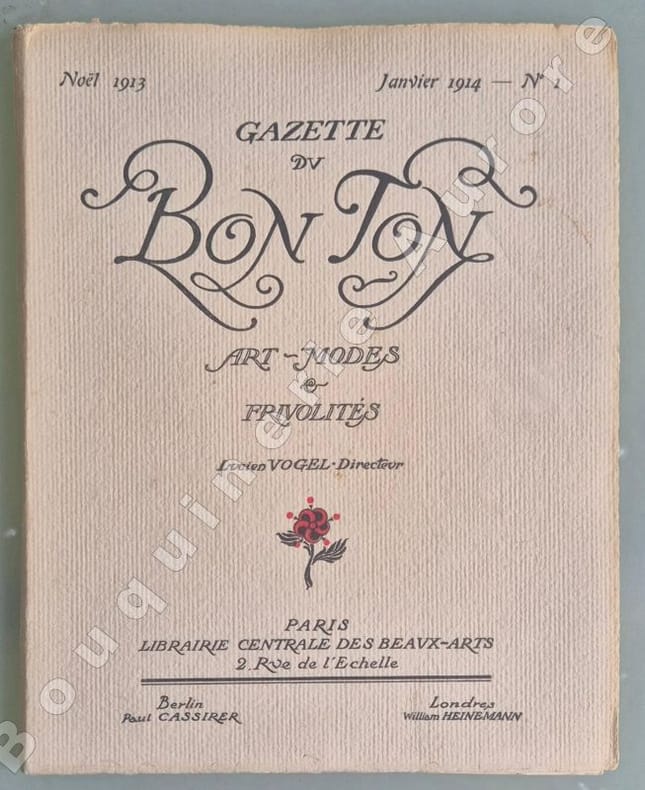 Noël 1913
Janvier 1914 — N° 1
GAZETTE
DU
BON TON
ART - MODES
&
FRIVOLITÉS
Lucien VOGEL · Directeur
PARIS
LIBRAIRIE CENTRALE DES BEAUX-ARTS
2, Rue de l'Echelle
Berlin
Paul CASSIRER
Londres
William HEINEMANN
Bouquinerie Aurore